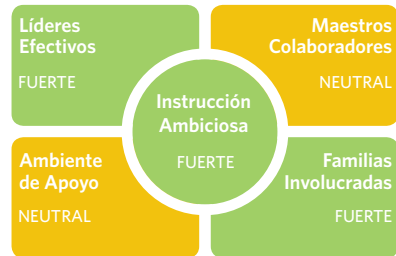 Líderes
Efectivos
FUERTE
Maestros
Colaboradores
NEUTRAL
Instrucción
Ambiciosa
FUERTE
Ambiente
de Apoyo
NEUTRAL
Familias
Involucradas
FUERTE